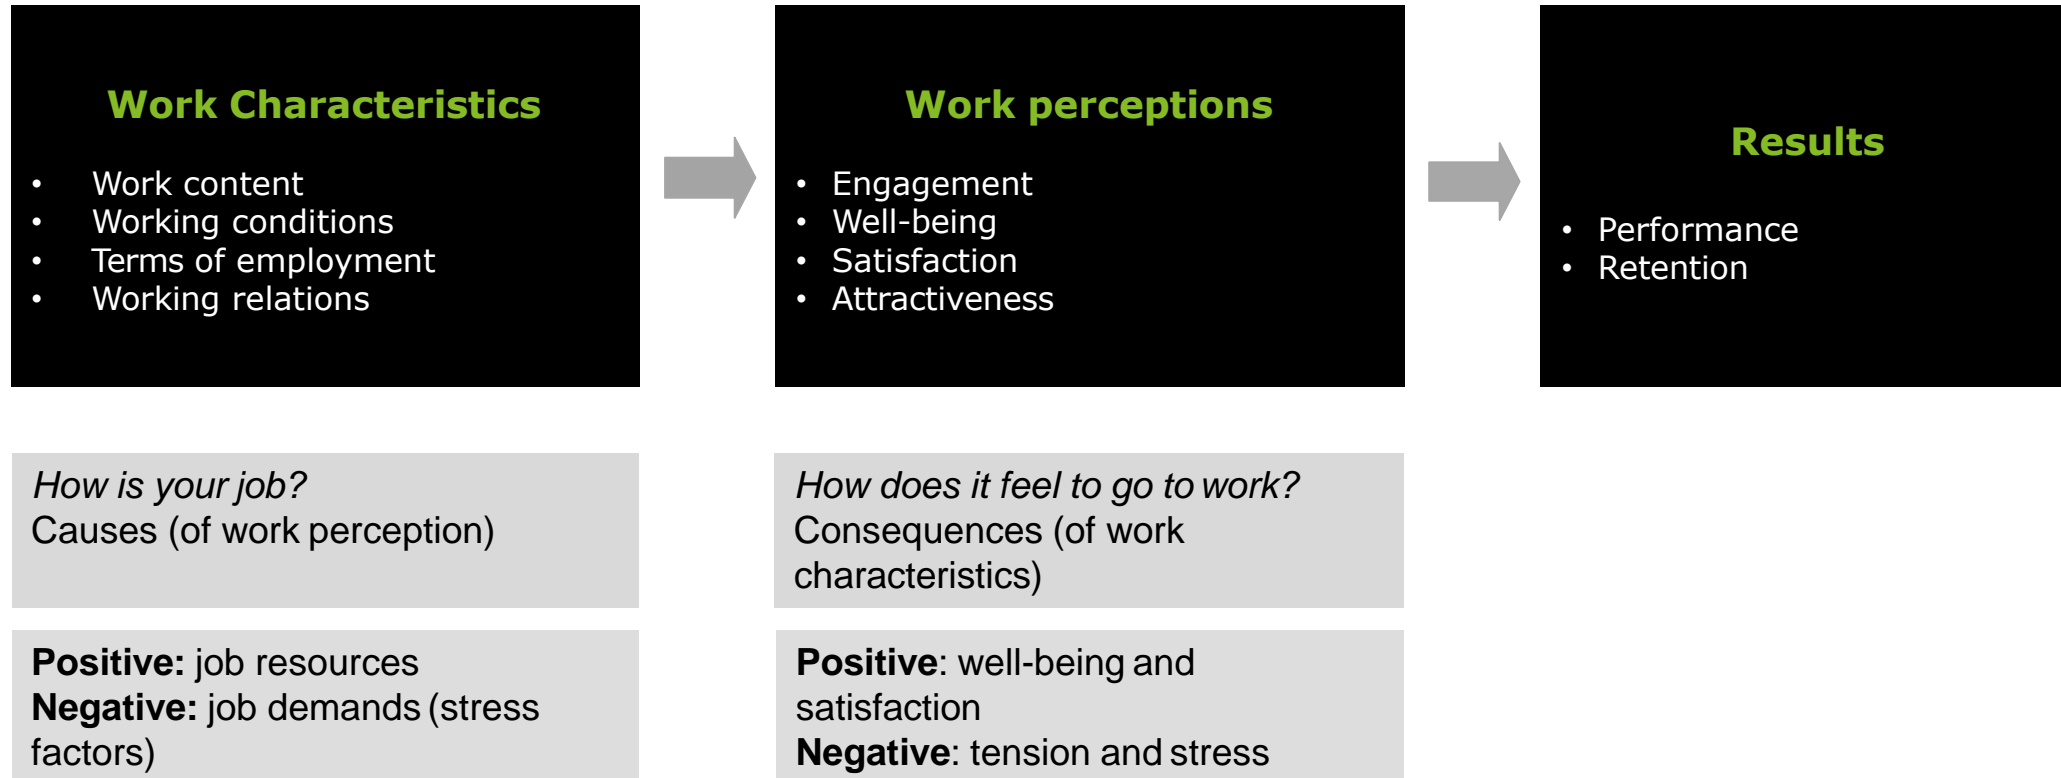 Work Characteristics
• Work content
• Working conditions
• Terms of employment
• Working relations
Work perceptions
• Engagement
• Well-being
• Satisfaction
• Attractiveness
Results
• Performance
• Retention
How is your job?
Causes (of work perception)
How does it feel to go to work?
Consequences (of work
characteristics)
Positive: job resources
Negative: job demands (stress
factors)
Positive: well-being and
satisfaction
Negative: tension and stress